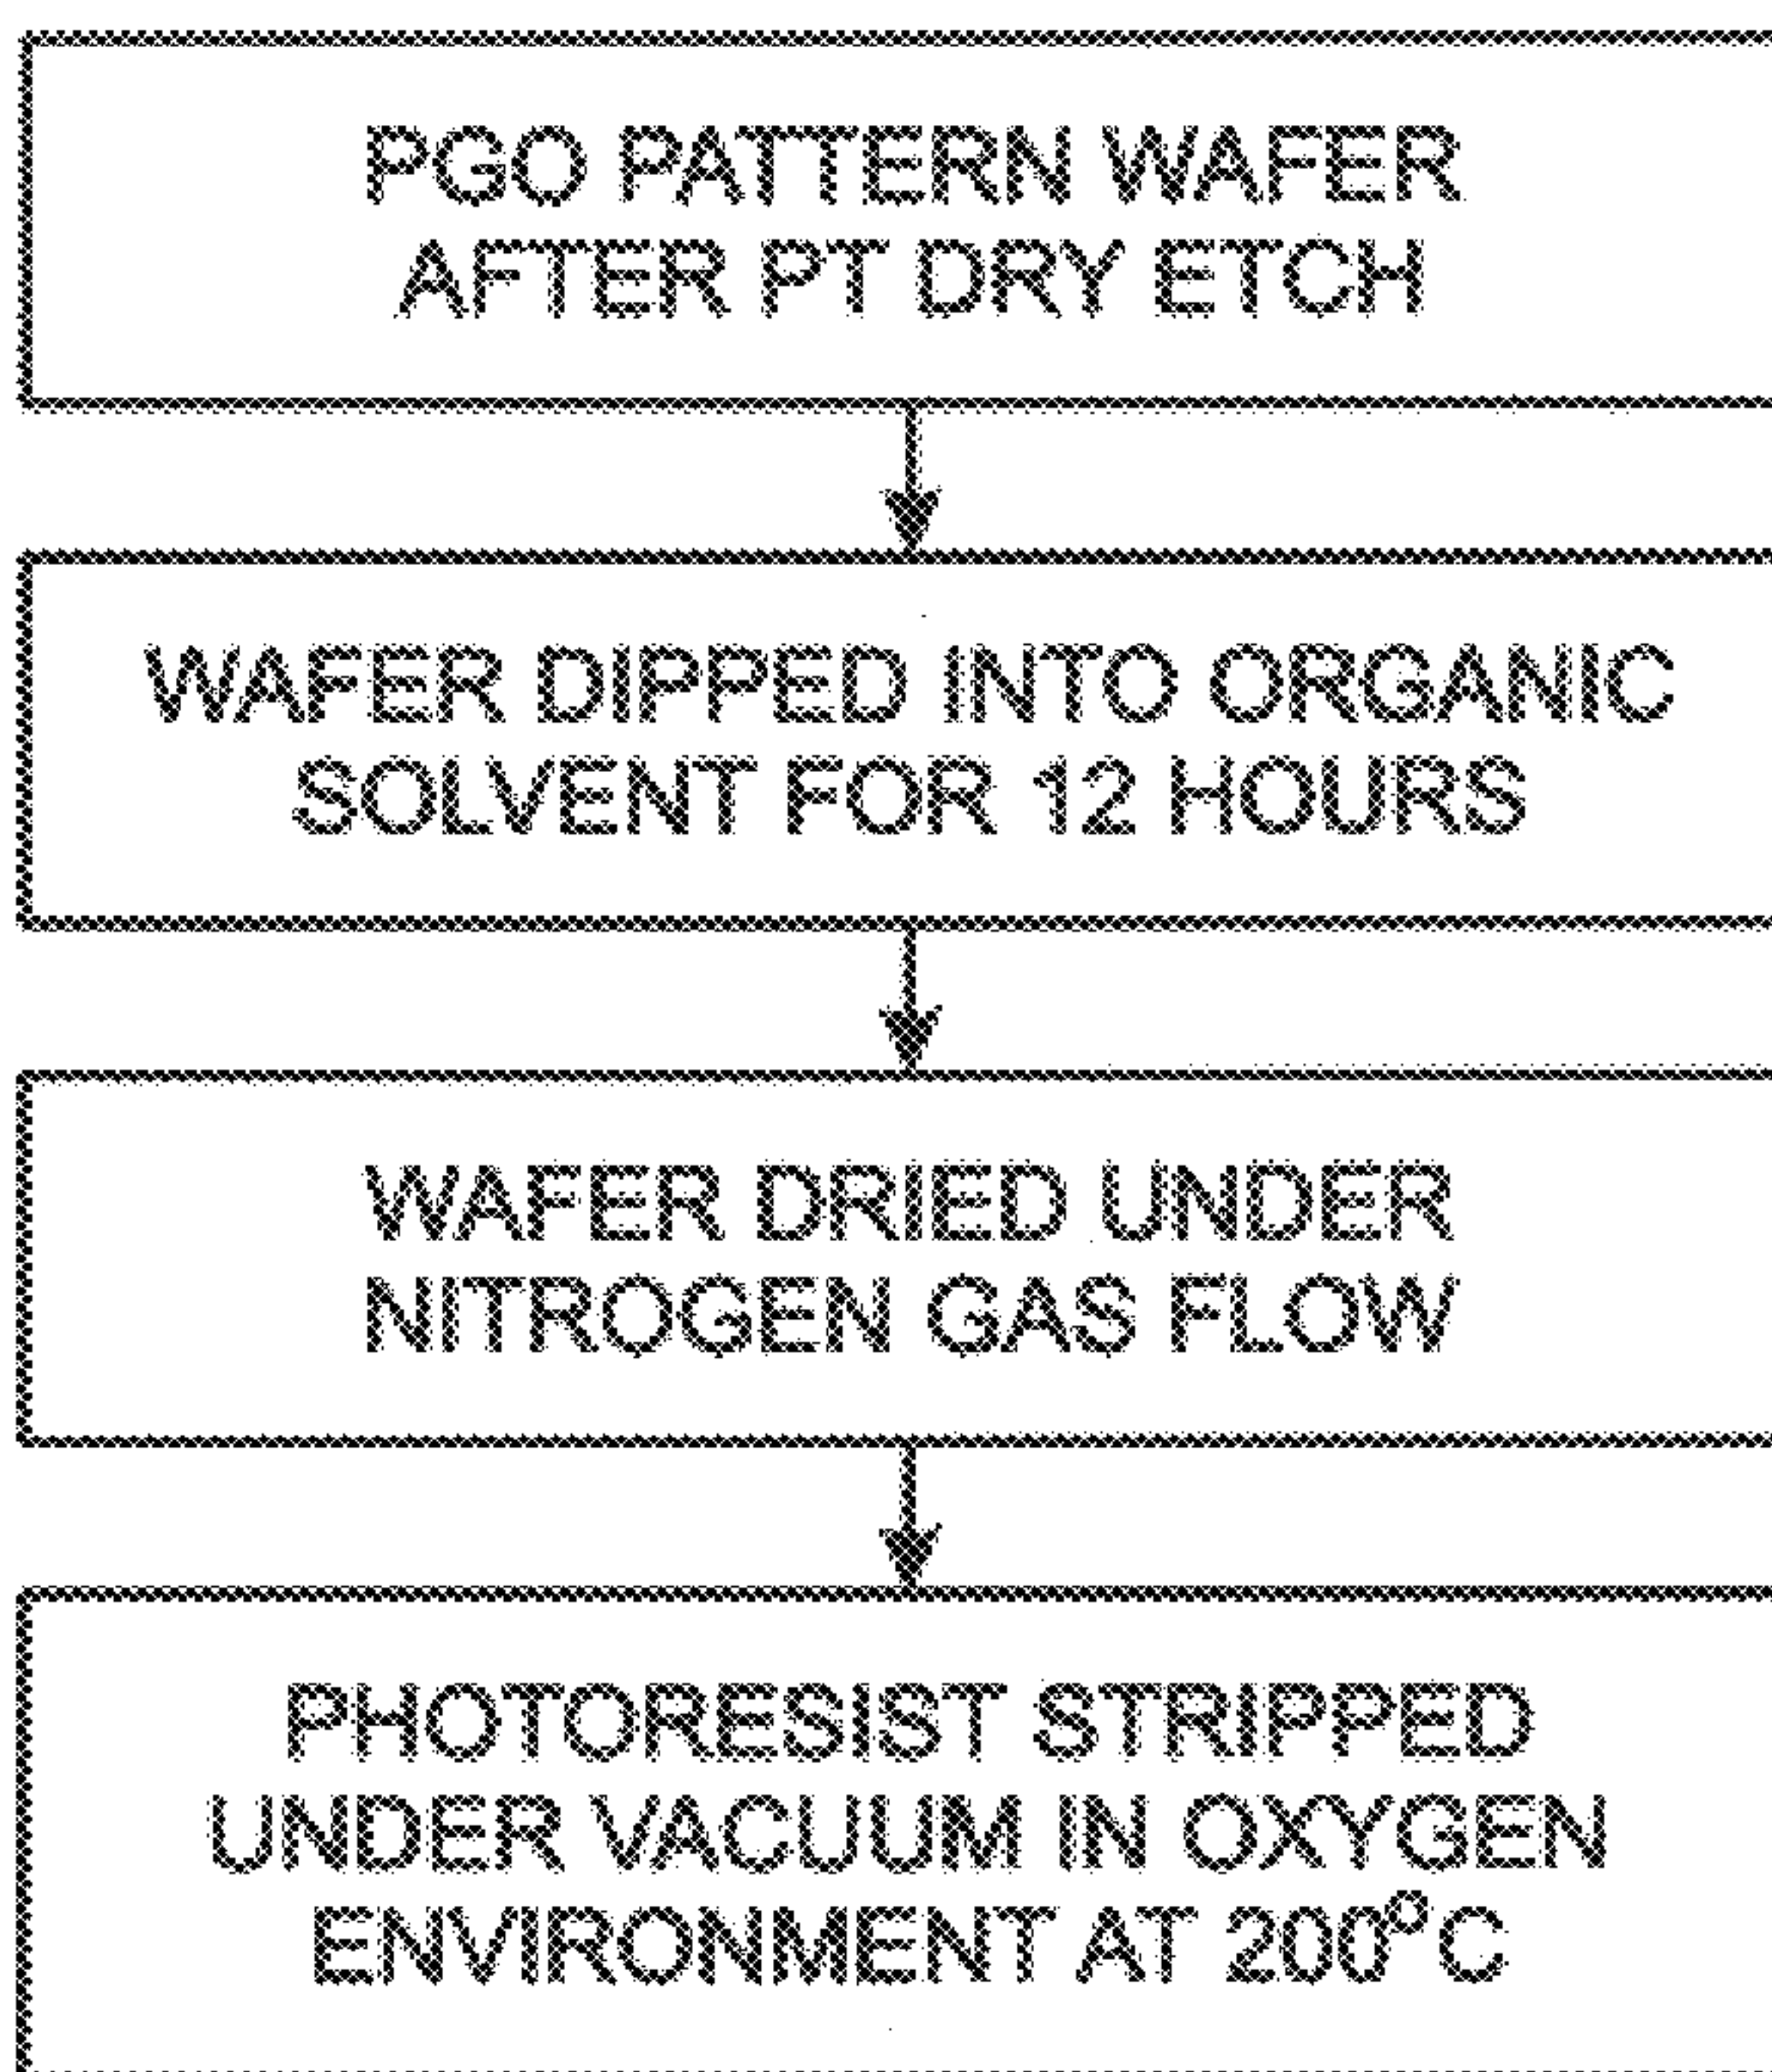 PGO PATTERN WAFER
AFTER PT DRY ETCH
WAFER DIPPED INTO ORGANIC
SOLVENT FOR 12 HOURS
WAFER DRIED UNDER
NITROGEN GAS FLOW
PHOTORESIST STRIPPED
UNDER VACUUM IN OXYGEN
ENVIRONMENT AT 200°C